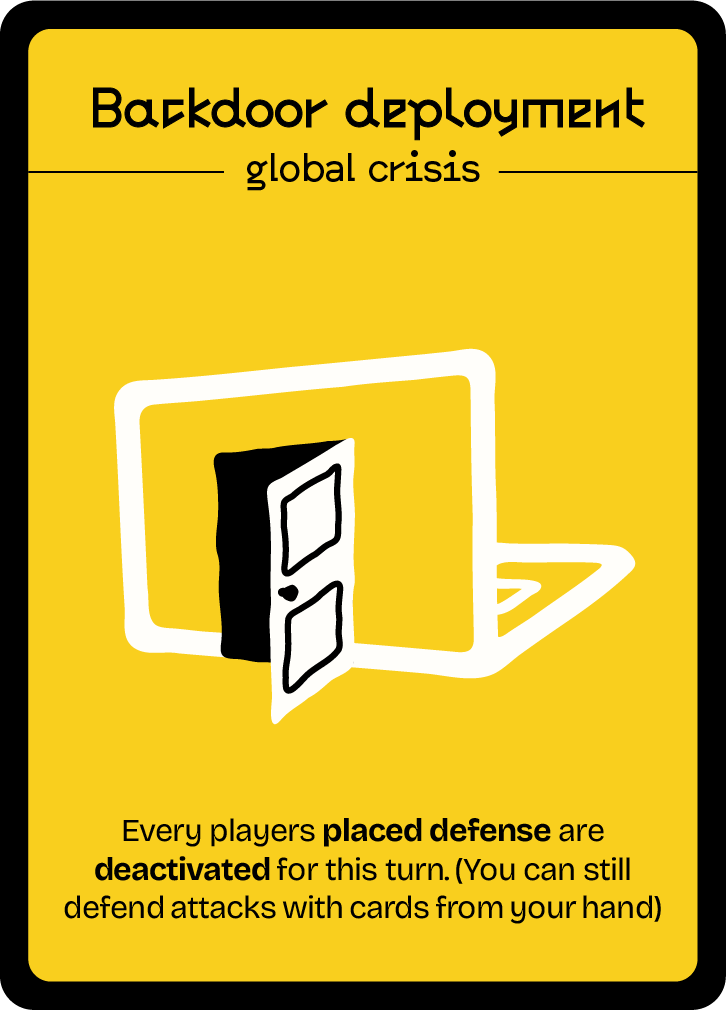 Backdoor deployment
global crisis
Every players placed defense are
deactivated for this turn. (You can still
defend attacks with cards from your hand)